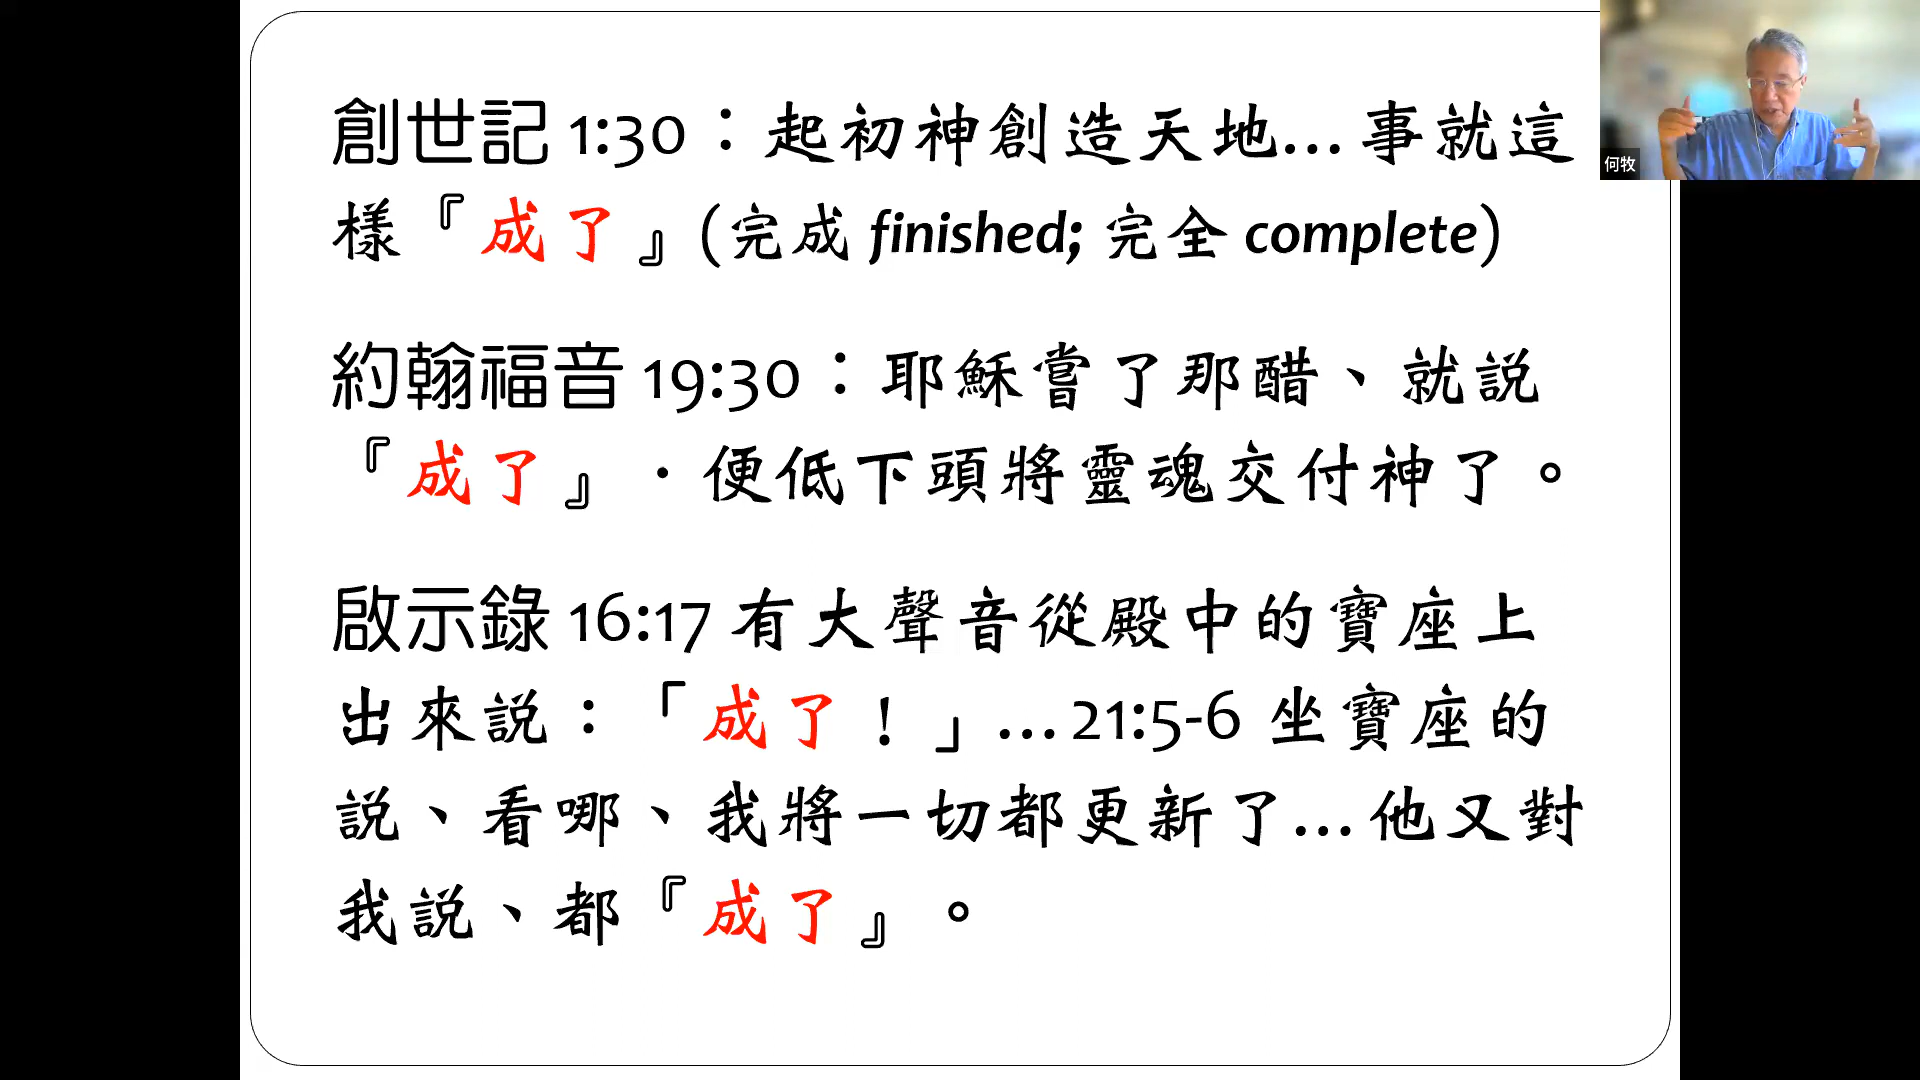 創世記 1:30：起初神創造天地…事就這
樣『成了』(完成 finished; 完全 complete)
約翰福音 19:30：耶穌嘗了那醋、就説
『成了』．便低下頭將靈魂交付神了。
啟示錄 16:17 有大聲音從殿中的寶座上
出來説：「成了！」…21:5-6 坐寶座的
説、看哪、我將一切都更新了…他又對
我説、都『成了』。
何牧